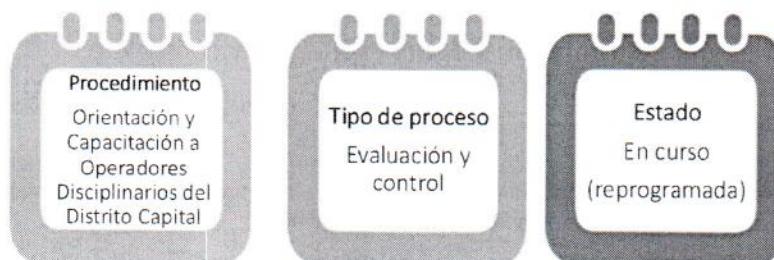 Procedimiento
Orientación y
Capacitación a
Operadores
Disciplinarios del
Distrito Capital
Tipo de proceso
Evaluación y
control
Estado
En curso
(reprogramada)